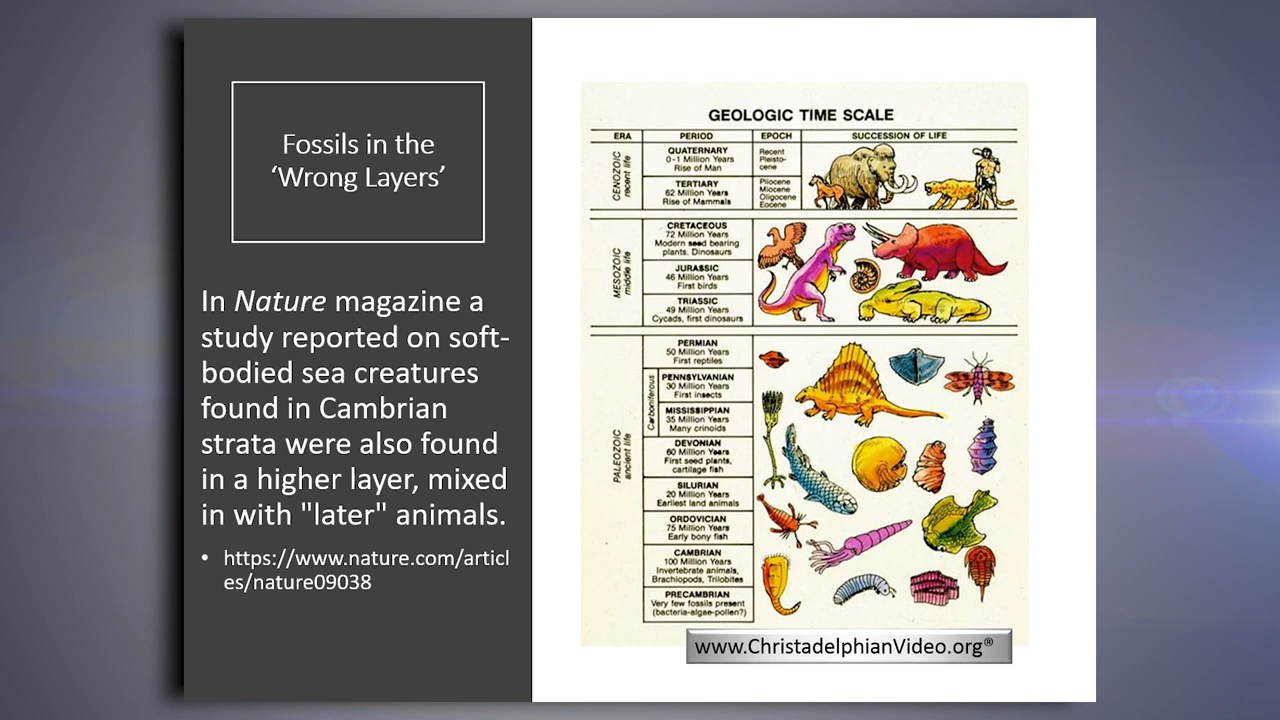 Fossils in the
‘Wrong Layers’
In Nature magazine a
study reported on soft-
bodied sea creatures
found in Cambrian
strata were also found
in a higher layer, mixed
in with "later" animals.
• https://www.nature.com/articl
es/nature09038
GEOLOGIC TIME SCALE
ERA PERIOD EPOCH SUCCESSION OF LIFE
CENOZOIC
recent life
QUATERNARY
0-1 Million Years
Rise of Man
Recent
Pleisto-
cene
TERTIARY
62 Million Years
Rise of Mammals
Pliocene
Miocene
Oligocene
Eocene
MESOZOIC
middle life
CRETACEOUS
72 Million Years
Modern seed bearing
plants. Dinosaurs
JURASSIC
46 Million Years
First birds
TRIASSIC
49 Million Years
Cycads, first dinosaurs
PALEOZOIC
ancient life
PERMIAN
50 Million Years
First reptiles
Carboniferous
PENNSYLVANIAN
30 Million Years
First insects
MISSISSIPPIAN
35 Million Years
Many crinoids
DEVONIAN
60 Million Years
First seed plants,
cartilage fish
SILURIAN
20 Million Years
Earliest land animals
ORDOVICIAN
75 Million Years
Early bony fish
CAMBRIAN
100 Million Years
Invertebrate animals,
Brachiopods, Trilobites
PRECAMBRIAN
Very few fossils present
(bacteria-algae-pollen?)
www.ChristadelphianVideo.org®